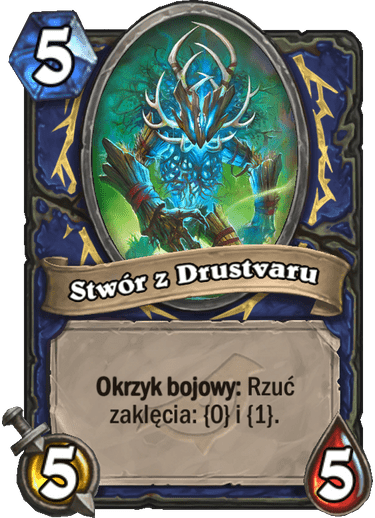 5
Stwór z Drustvaru
Okrzyk bojowy: Rzuć
zaklęcia: {0} i {1}.
5
5